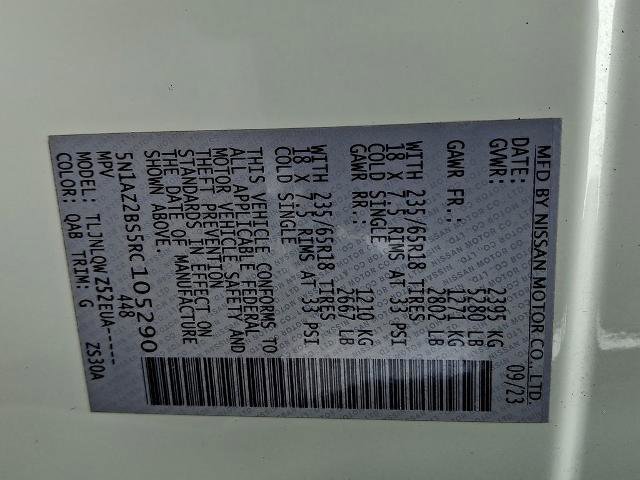 MFD BY NISSAN MOTOR CO., LTD.
DATE: 09/23
GVWR: 2395 KG
5280 LB
GAWR FR.: 1271 KG
2802 LB
WITH 235/65R18 TIRES
18 X 7.5 RIMS AT 33 PSI
COLD SINGLE
GAWR RR.: 1210 KG
2667 LB
WITH 235/65R18 TIRES
18 X 7.5 RIMS AT 33 PSI
COLD SINGLE
THIS VEHICLE CONFORMS TO
ALL APPLICABLE FEDERAL
MOTOR VEHICLE SAFETY AND
THEFT PREVENTION
STANDARDS IN EFFECT ON
THE DATE OF MANUFACTURE
SHOWN ABOVE.
5N1AZ2BS5RC105290
MPV 448
MODEL: TLJNLQWZ52EUA-----
COLOR: QAB TRIM: G ZS30A